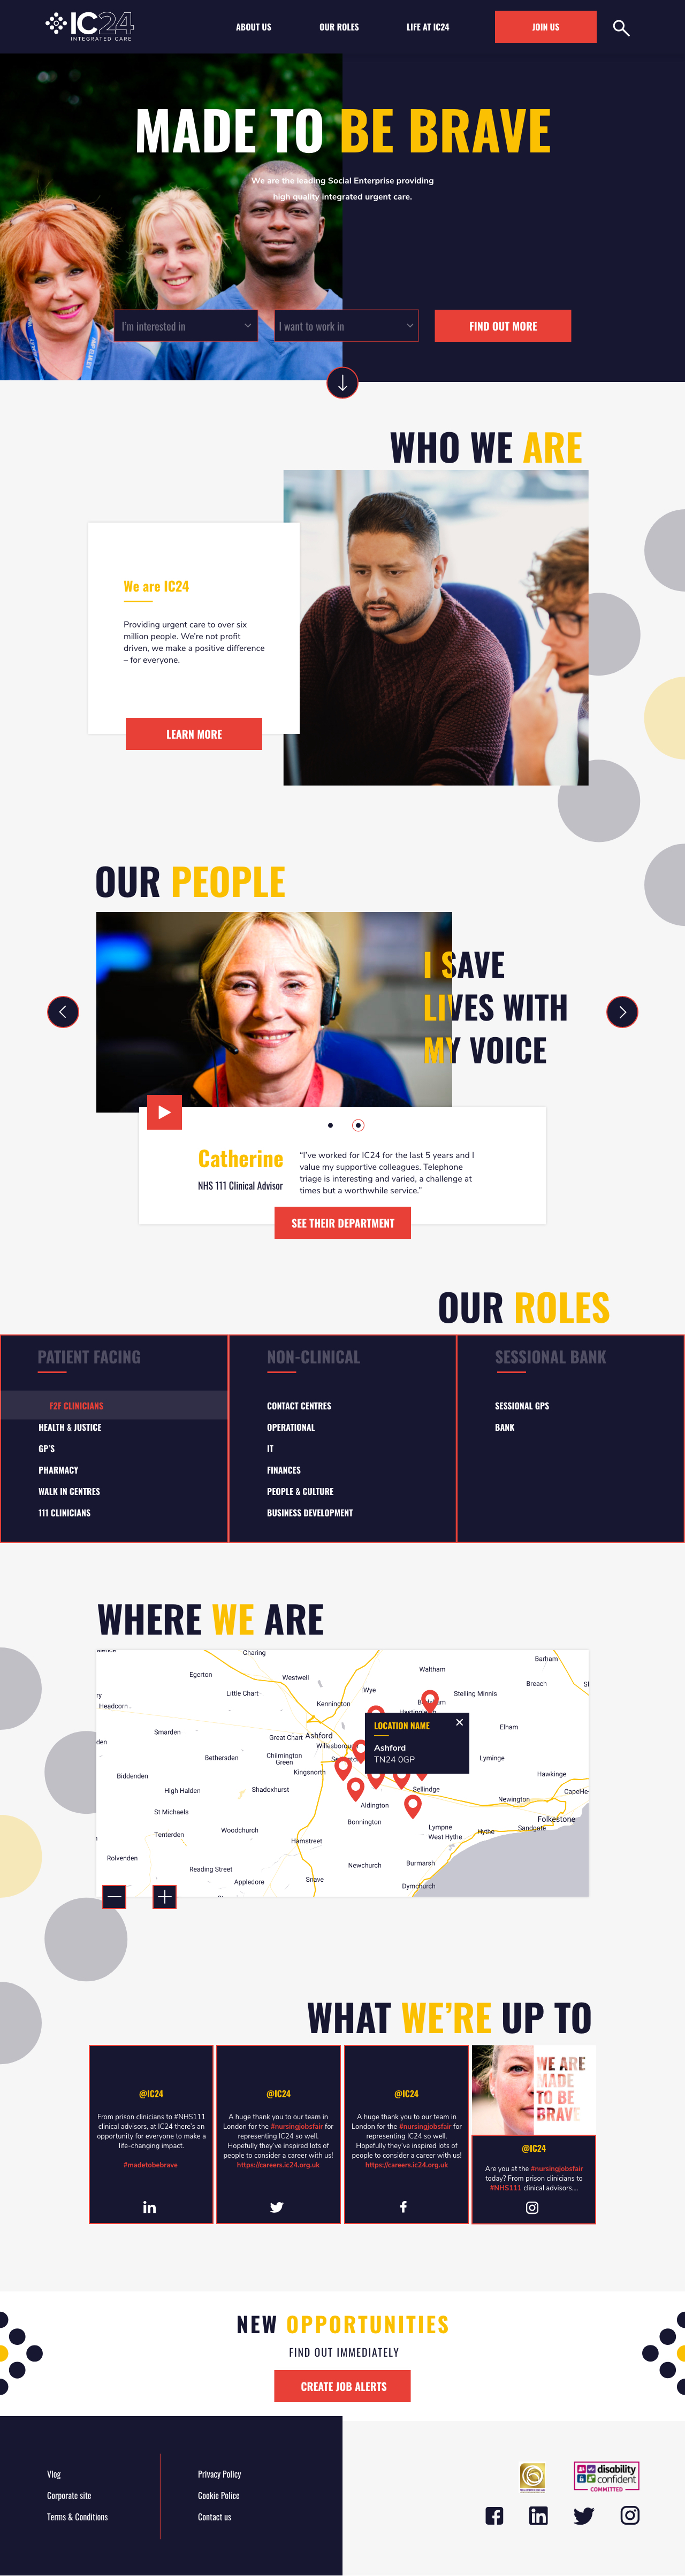 IC24
INTEGRATED CARE
ABOUT US
OUR ROLES
LIFE AT IC24
JOIN US
MADE TO BE BRAVE
We are the leading Social Enterprise providing
high quality integrated urgent care.
I'm interested in
I want to work in
FIND OUT MORE
WHO WE ARE
We are IC24
Providing urgent care to over six
million people. We're not profit
driven, we make a positive difference
– for everyone.
LEARN MORE
OUR PEOPLE
I SAVE
LIVES WITH
MY VOICE
Catherine
NHS 111 Clinical Advisor
"I've worked for IC24 for the last 5 years and I
value my supportive colleagues. Telephone
triage is interesting and varied, a challenge at
times but a worthwhile service."
SEE THEIR DEPARTMENT
OUR ROLES
PATIENT FACING
F2F CLINICIANS
HEALTH & JUSTICE
GP'S
PHARMACY
WALK IN CENTRES
111 CLINICIANS
NON-CLINICAL
CONTACT CENTRES
OPERATIONAL
IT
FINANCES
PEOPLE & CULTURE
BUSINESS DEVELOPMENT
SESSIONAL BANK
SESSIONAL GPS
BANK
WHERE WE ARE
Charing
Barham
Waltham
Egerton
Westwell
Breach
Little Chart
Wye
Stelling Minnis
Headcorn
Kennington
Smarden
Great Chart
Ashford
Willesborough
Elham
LOCATION NAME
Ashford
TN24 0GP
Bethersden
Chilmington
Green
Lyminge
Kingsnorth
Biddenden
Hawkinge
High Halden
Shadoxhurst
Sellindge
Newington
St Michaels
Aldington
Folkestone
Bonnington
Tenterden
Woodchurch
Lympne
Hythe
Sandgate
West Hythe
Hamstreet
Rolvenden
Newchurch
Burmarsh
Reading Street
Appledore
Snave
Dymchurch
WHAT WE'RE UP TO
@IC24
From prison clinicians to #NHS111
clinical advisors, at IC24 there's an
opportunity for everyone to make a
life-changing impact.
#madetobebrave
@IC24
A huge thank you to our team in
London for the #nursingjobsfair for
representing IC24 so well.
Hopefully they've inspired lots of
people to consider a career with us!
https://careers.ic24.org.uk
@IC24
A huge thank you to our team in
London for the #nursingjobsfair for
representing IC24 so well.
Hopefully they've inspired lots of
people to consider a career with us!
https://careers.ic24.org.uk
WE ARE
MADE
TO BE
BRAVE
@IC24
Are you at the #nursingjobsfair
today? From prison clinicians to
#NHS111 clinical advisors....
NEW OPPORTUNITIES
FIND OUT IMMEDIATELY
CREATE JOB ALERTS
Vlog
Corporate site
Terms & Conditions
Privacy Policy
Cookie Police
Contact us
disability
confident
COMMITTED